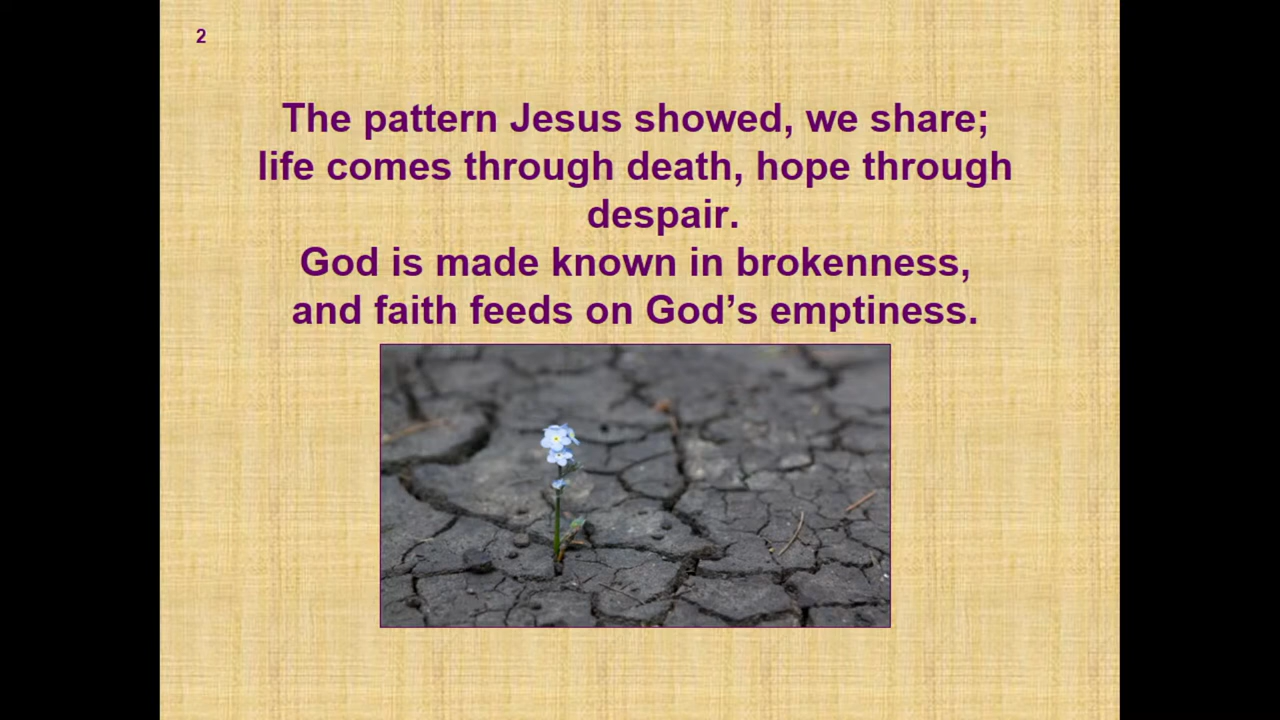 2
The pattern Jesus showed, we share;
life comes through death, hope through
despair.
God is made known in brokenness,
and faith feeds on God’s emptiness.